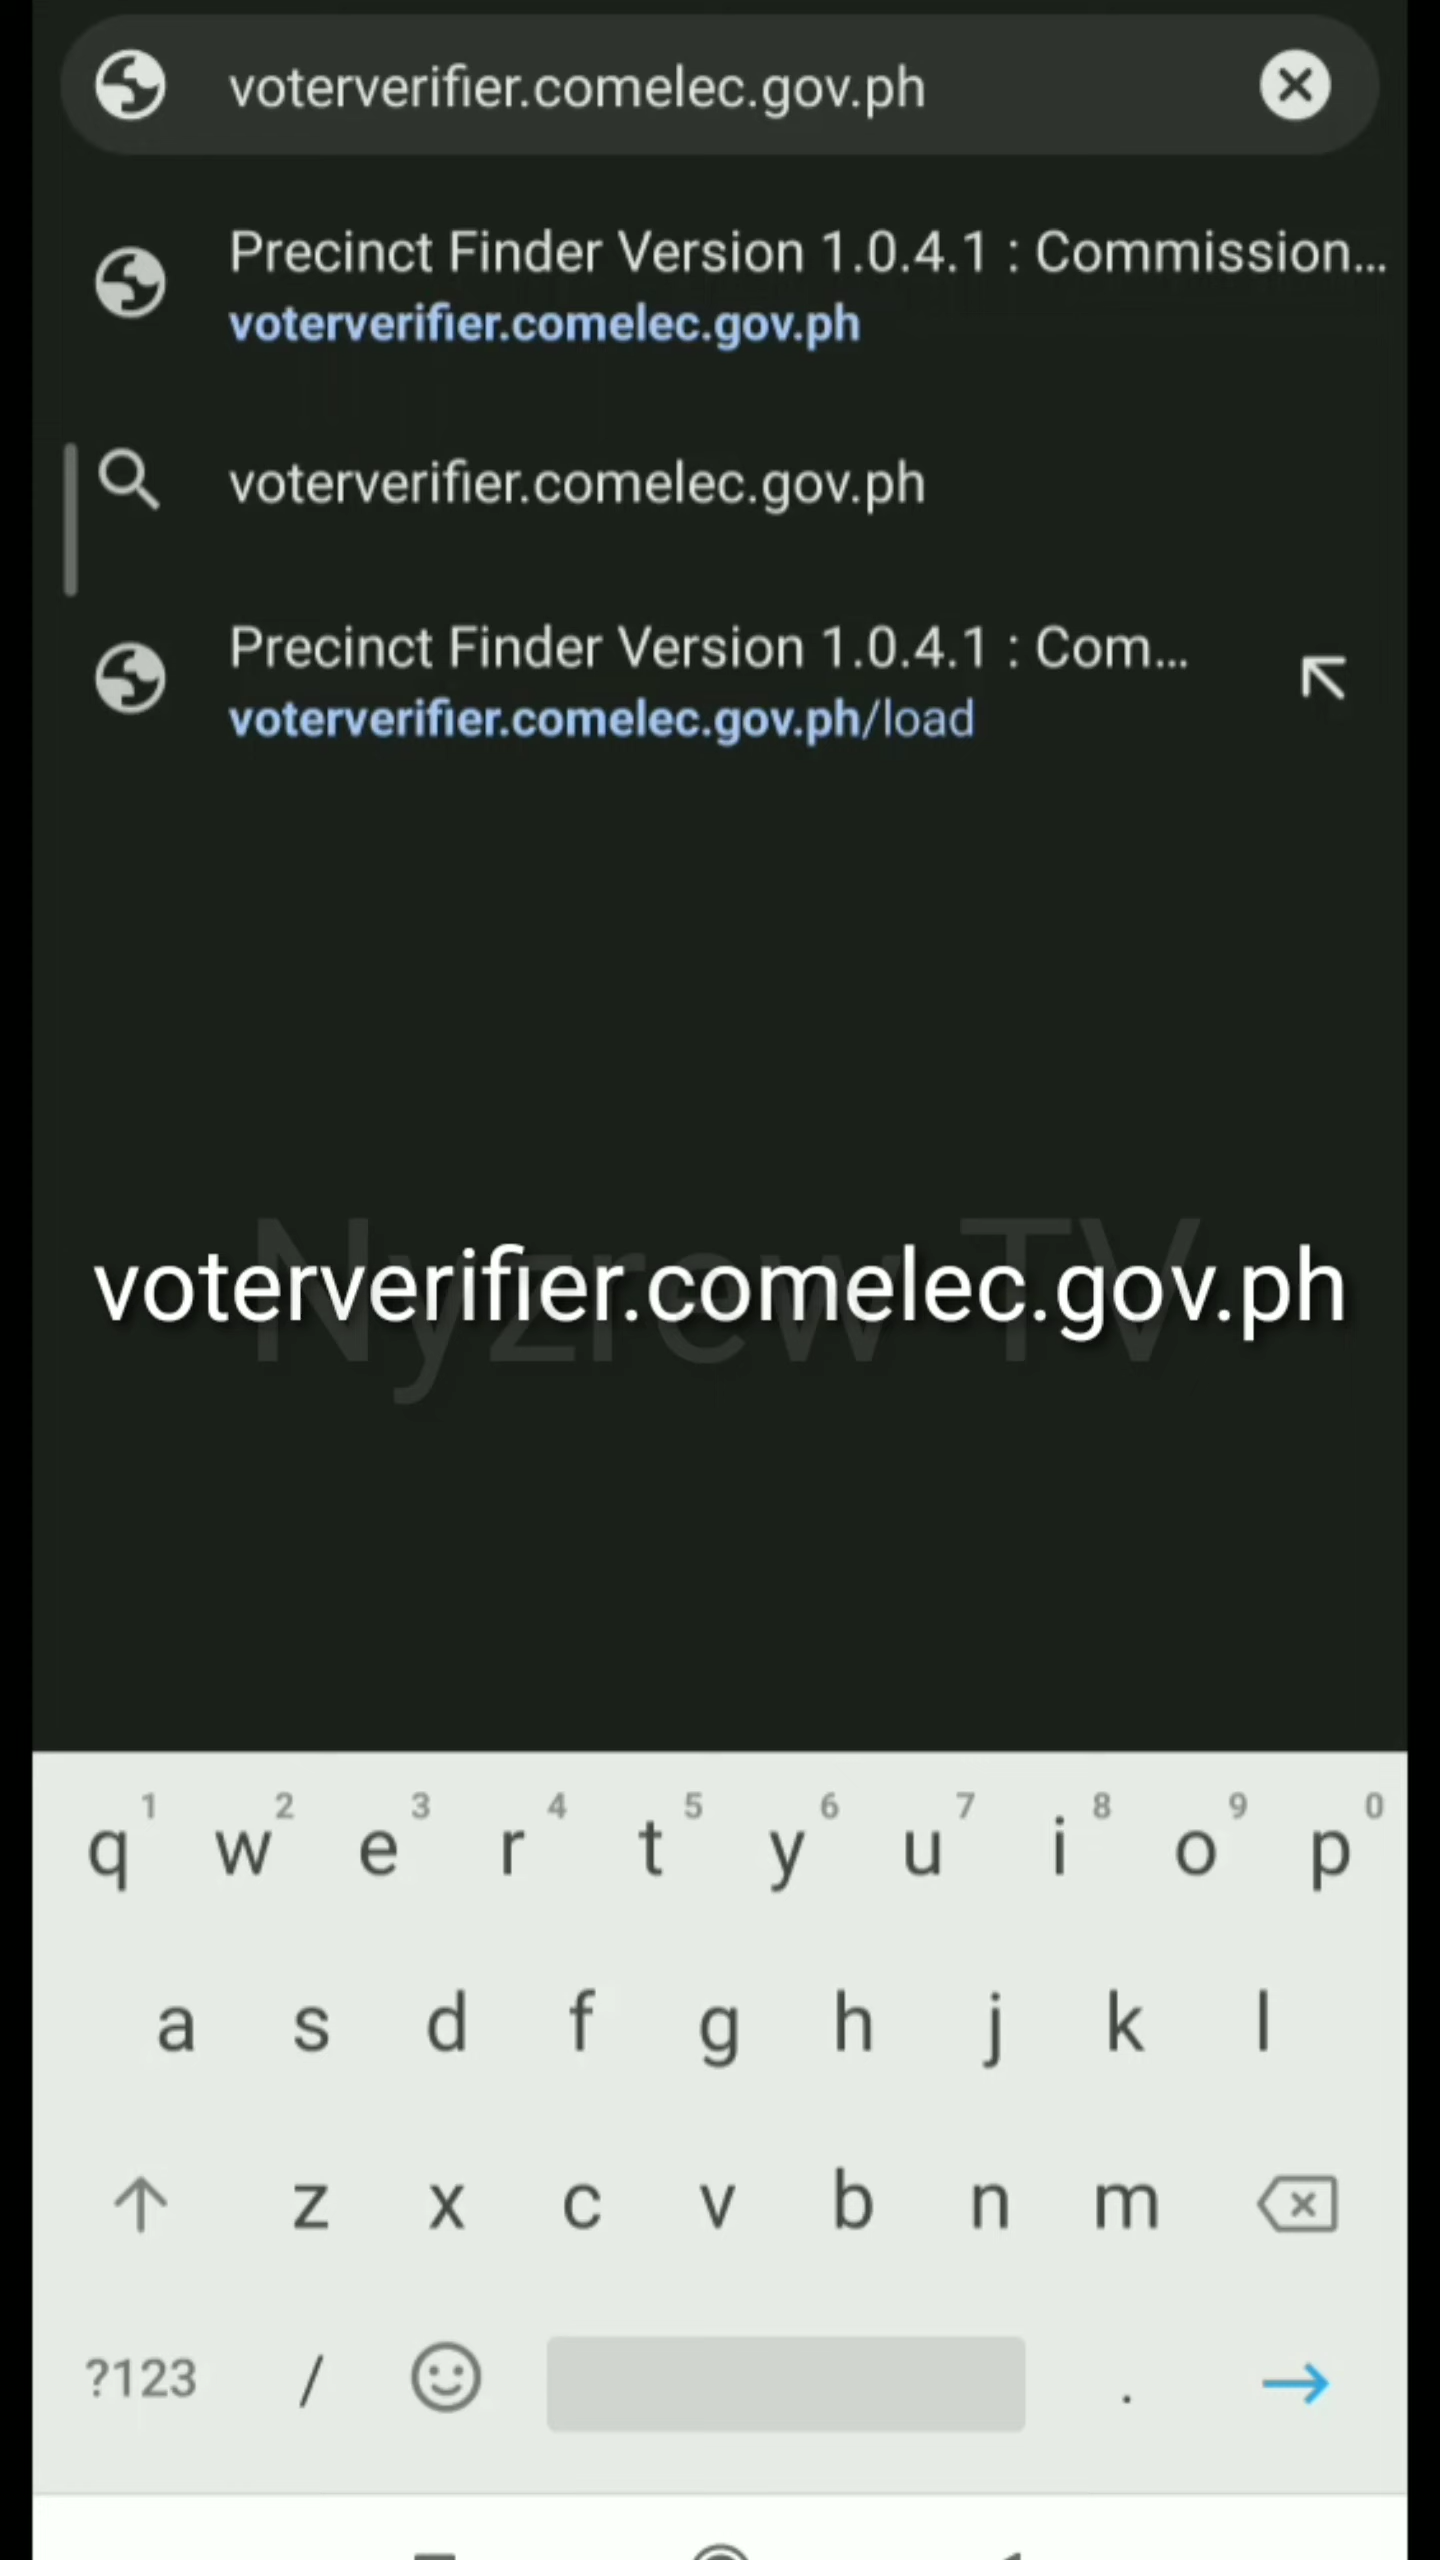 voterverifier.comelec.gov.ph
Precinct Finder Version 1.0.4.1 : Commission...
voterverifier.comelec.gov.ph
voterverifier.comelec.gov.ph
Precinct Finder Version 1.0.4.1 : Com...
voterverifier.comelec.gov.ph/load
Nyzrew TV
voterverifier.comelec.gov.ph
1 2 3 4 5 6 7 8 9 0
q w e r t y u i o p
a s d f g h j k l
z x c v b n m
?123 / .